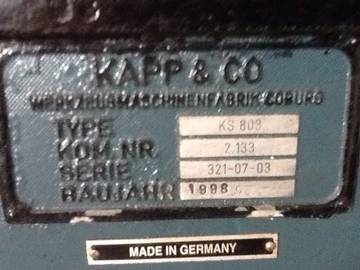 KAPP & CO
WERKZEUGMASCHINENFABRIK COBURG
TYPE KS 803
KOM-NR. 2.133
SERIE 321-07-03
BAUJAHR 1998
MADE IN GERMANY